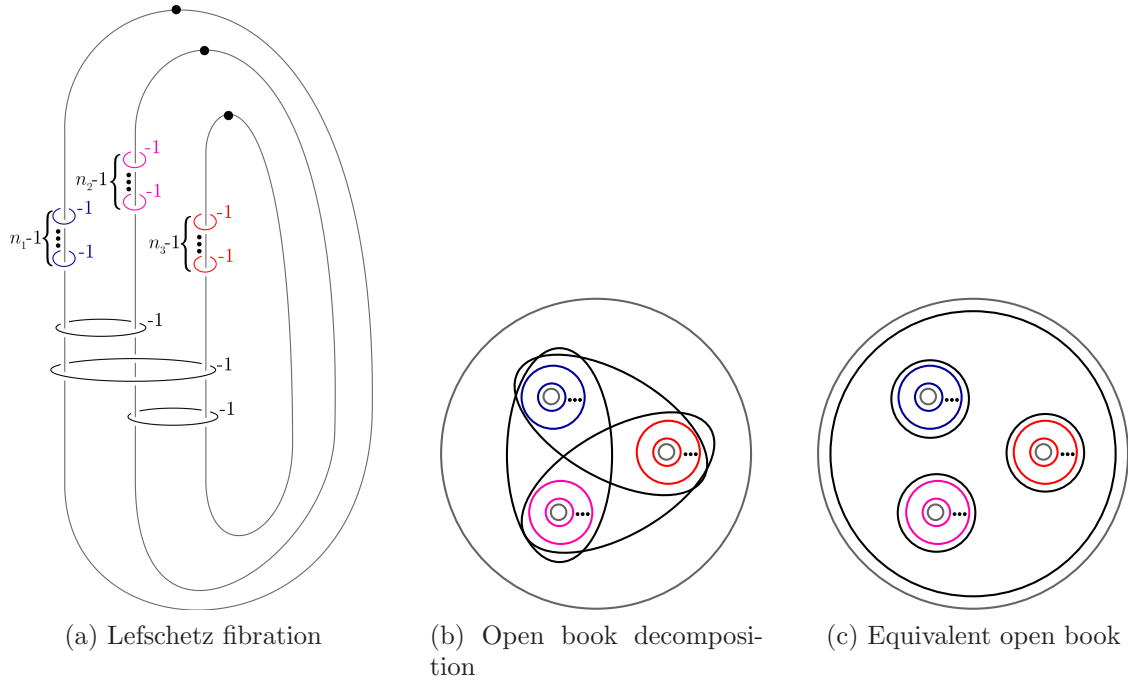 -1
n₂-1
-1
-1
-1
n₁-1
-1
n₃-1
-1
-1
-1
-1
(a) Lefschetz fibration
(b) Open book decomposi-
tion
(c) Equivalent open book